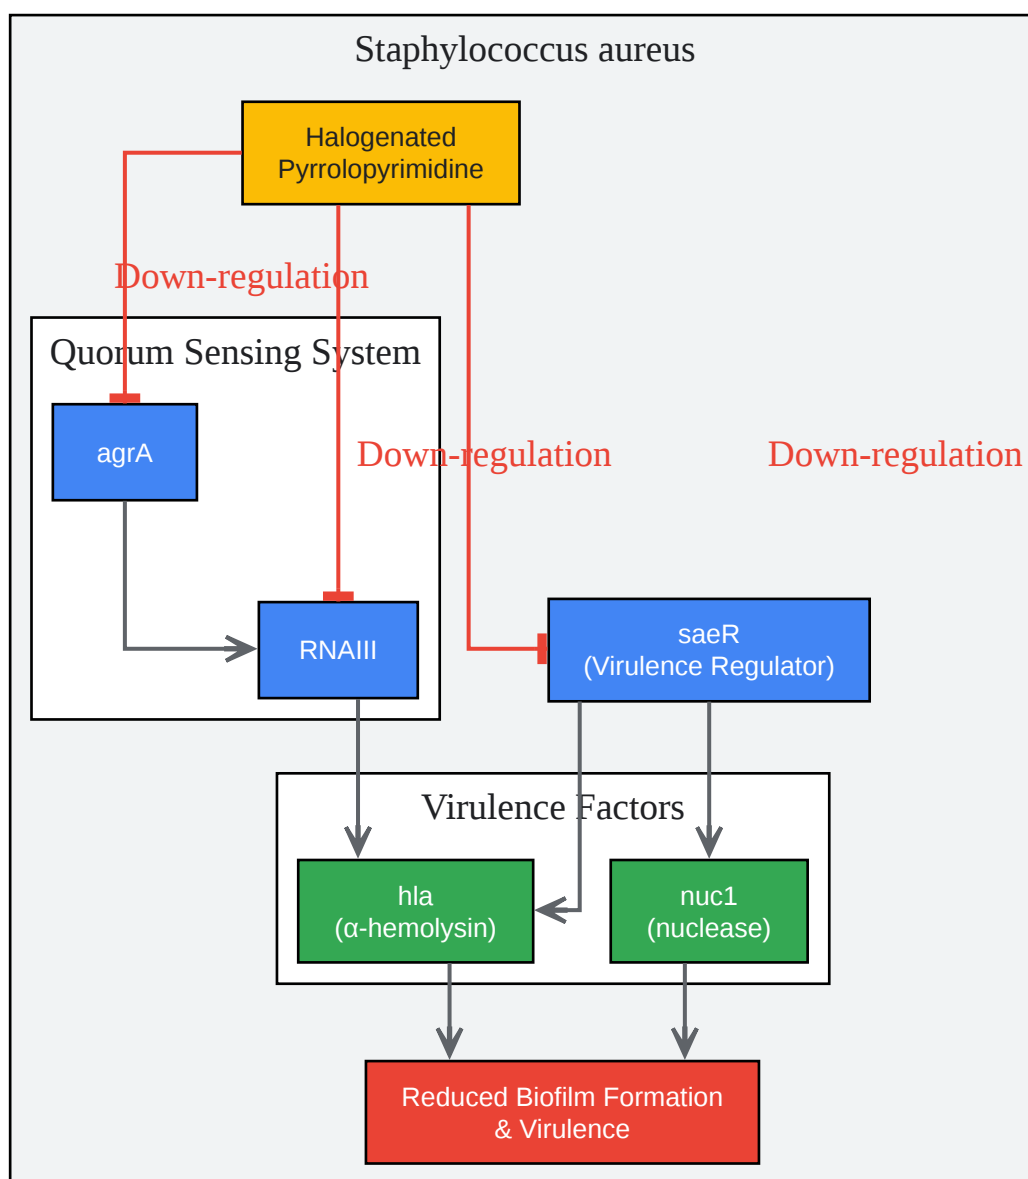 Staphylococcus aureus
Halogenated
Pyrrolopyrimidine
Down-regulation
Quorum Sensing System
agrA
Down-regulation
Down-regulation
RNAIII
saeR
(Virulence Regulator)
Virulence Factors
hla
(α-hemolysin)
nuc1
(nuclease)
Reduced Biofilm Formation
& Virulence